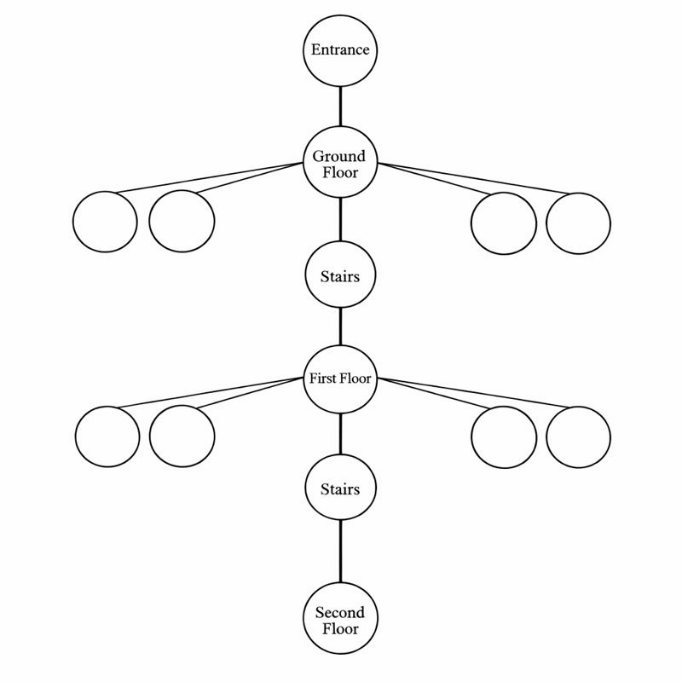 Entrance
Ground
Floor
Stairs
First Floor
Stairs
Second
Floor